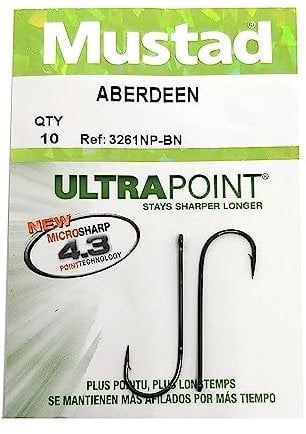 Mustad®
ABERDEEN
QTY
10 Ref: 3261NP-BN
ULTRAPOINT®
STAYS SHARPER LONGER
NEW
MICROSHARP
4.3
POINT TECHNOLOGY
PLUS POINTU, PLUS LONGTEMPS
SE MANTIENEN MÁS AFILADOS POR MÁS TIEMPO